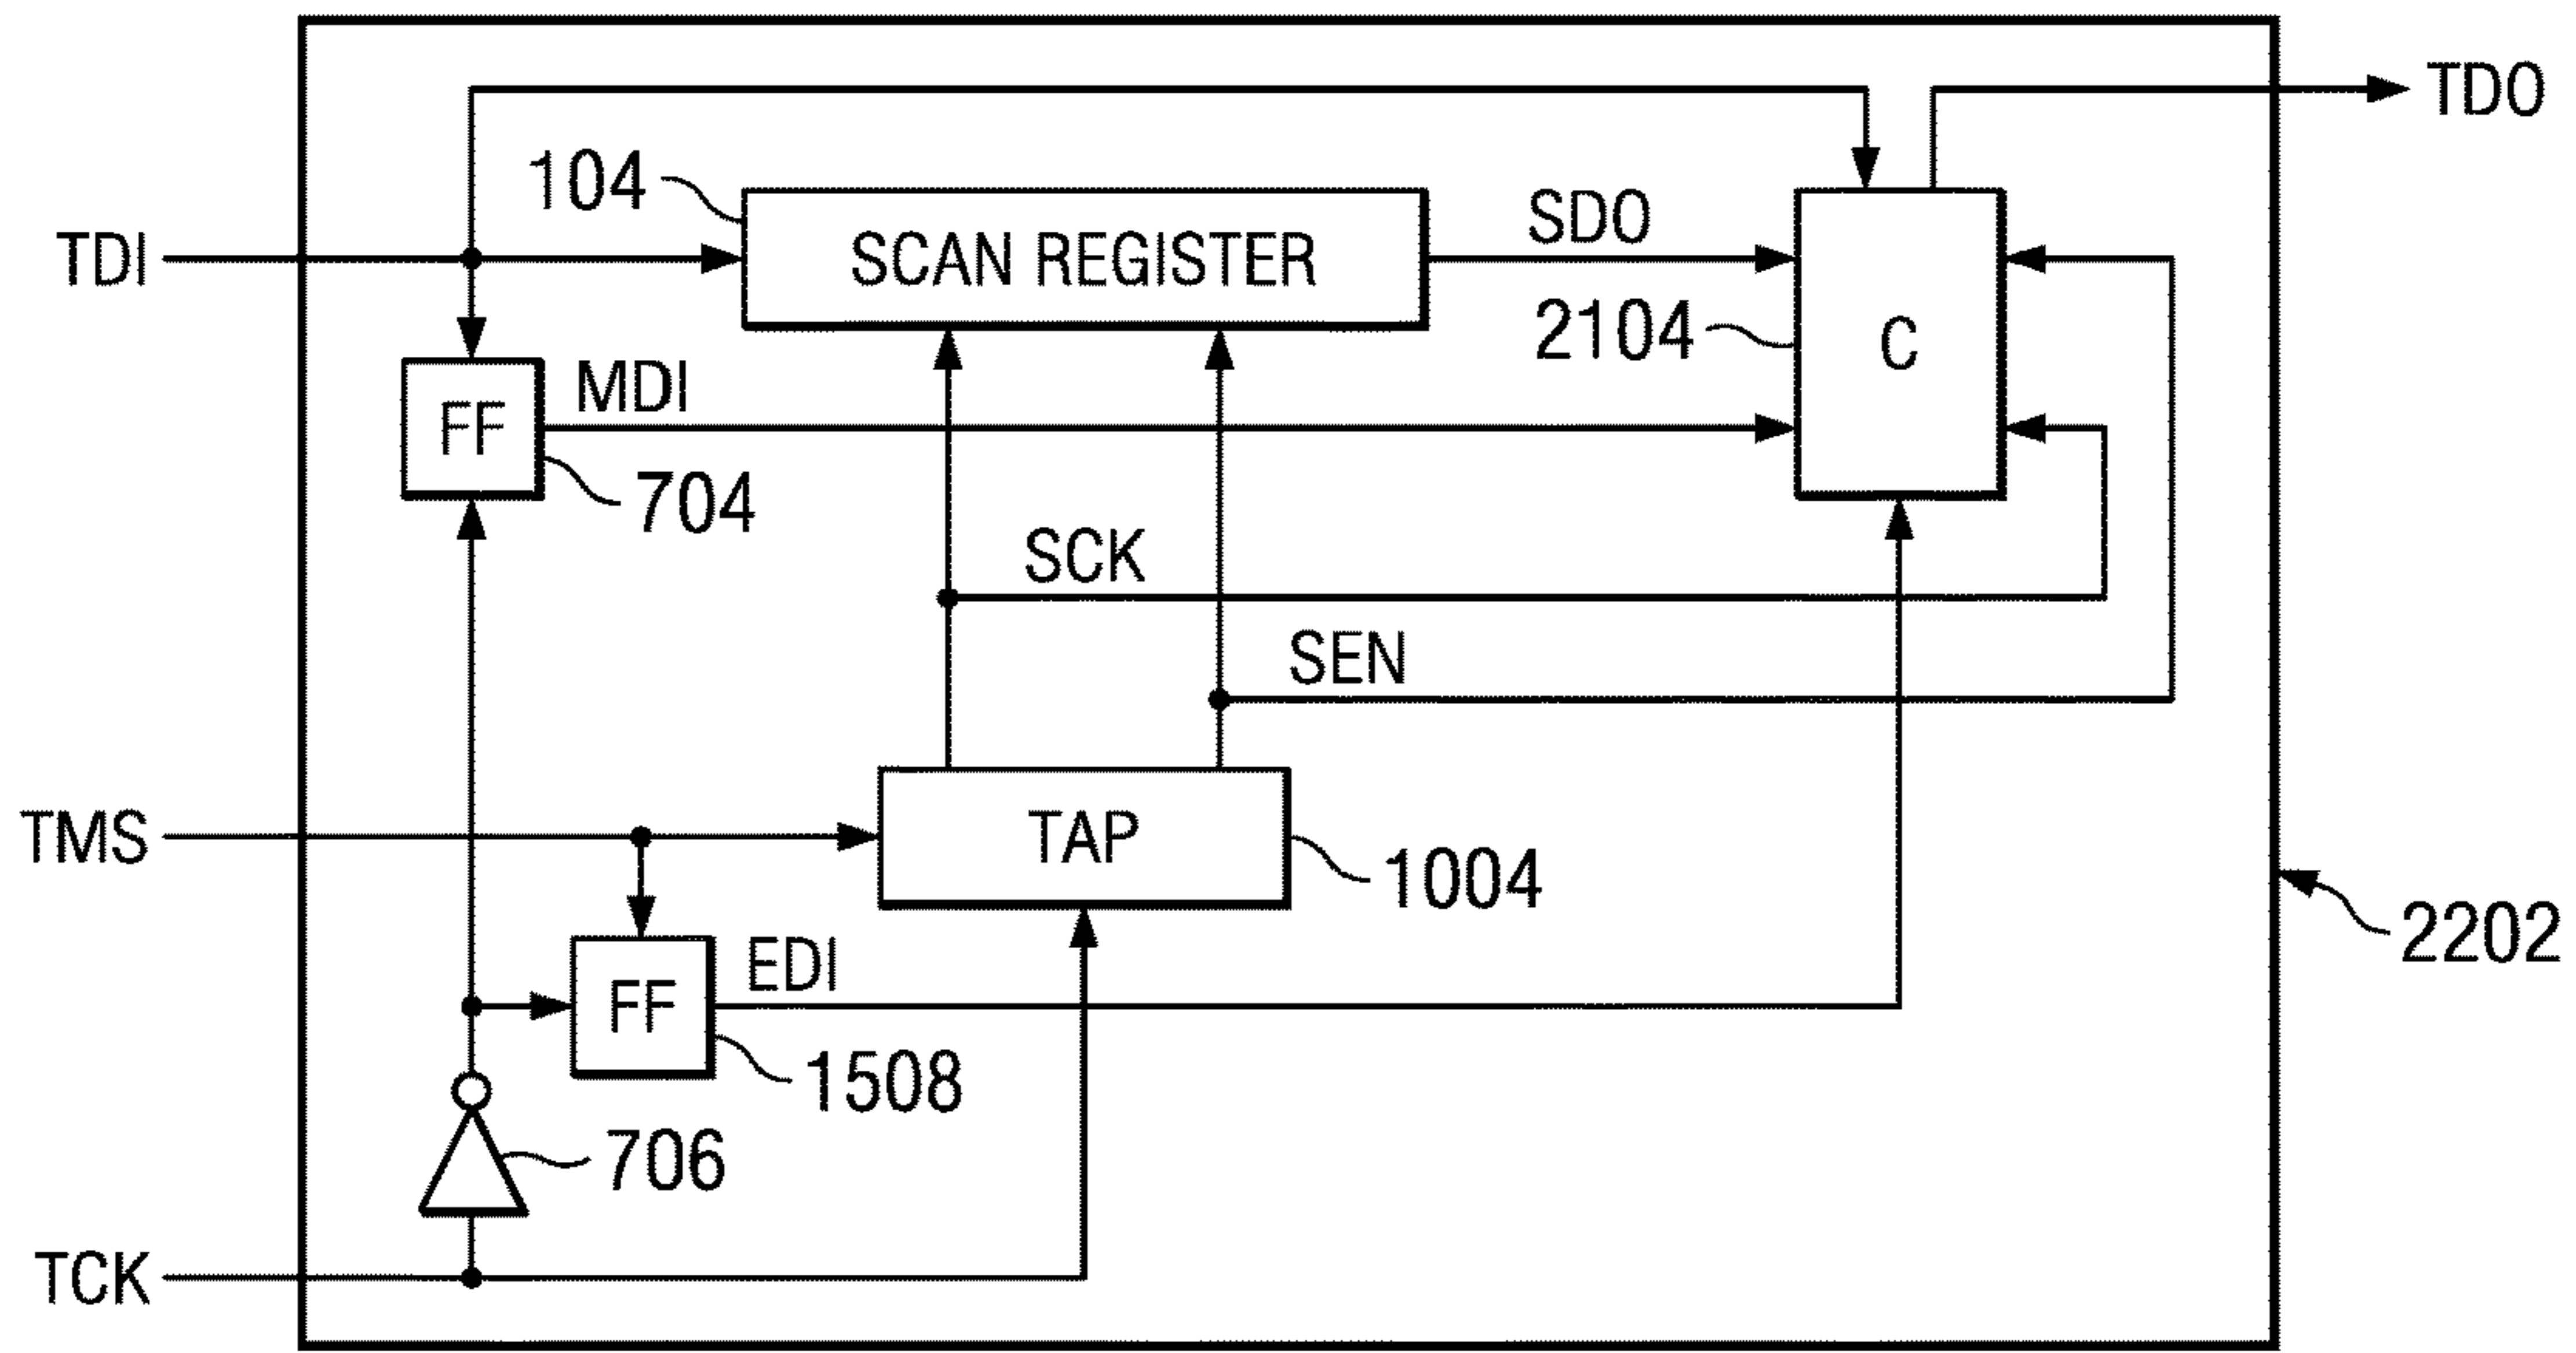 TDO
104
SDO
TDI
SCAN REGISTER
2104
C
MDI
FF
704
SCK
SEN
TMS
TAP
1004
2202
EDI
FF
1508
706
TCK